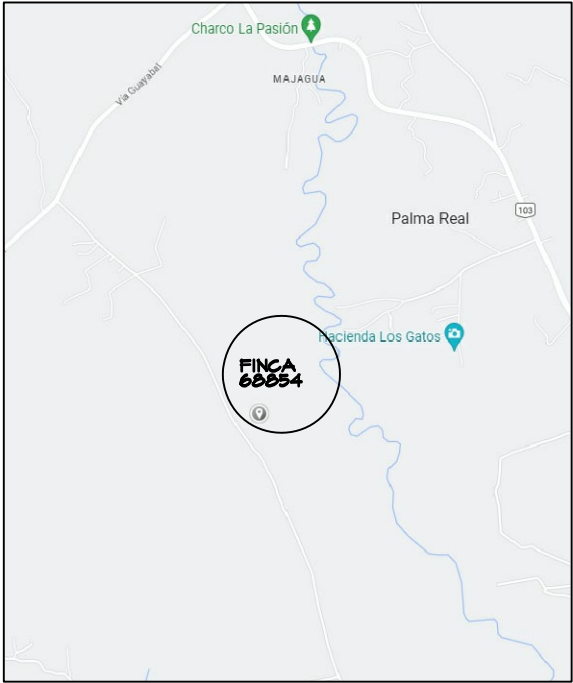 Charco La Pasión
MAJAGUA
Vía Guayabal
103
Palma Real
Hacienda Los Gatos
FINCA
68854